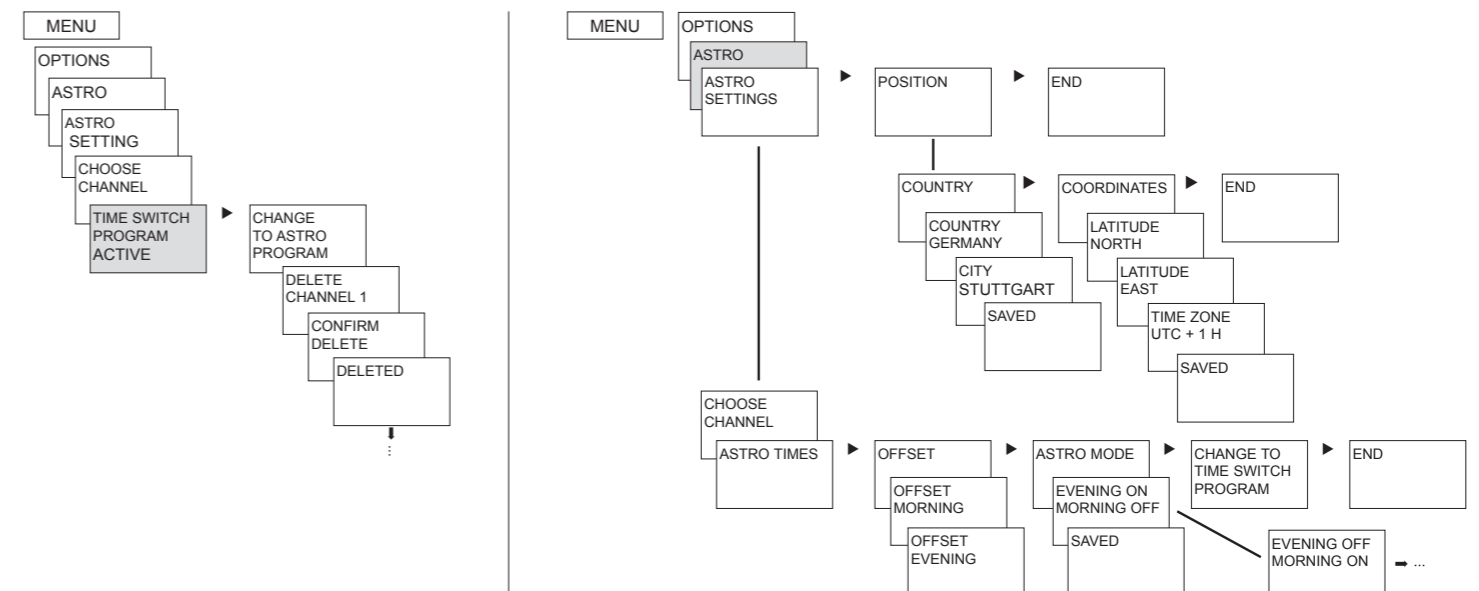 MENU
OPTIONS
ASTRO
ASTRO
SETTING
CHOOSE
CHANNEL
TIME SWITCH
PROGRAM
ACTIVE
CHANGE
TO ASTRO
PROGRAM
DELETE
CHANNEL 1
CONFIRM
DELETE
DELETED
...
MENU
OPTIONS
ASTRO
ASTRO
SETTINGS
POSITION
END
COUNTRY
COUNTRY
GERMANY
CITY
STUTTGART
SAVED
COORDINATES
LATITUDE
NORTH
LATITUDE
EAST
TIME ZONE
UTC + 1 H
SAVED
END
CHOOSE
CHANNEL
ASTRO TIMES
OFFSET
OFFSET
MORNING
OFFSET
EVENING
ASTRO MODE
EVENING ON
MORNING OFF
SAVED
CHANGE TO
TIME SWITCH
PROGRAM
END
EVENING OFF
MORNING ON
...